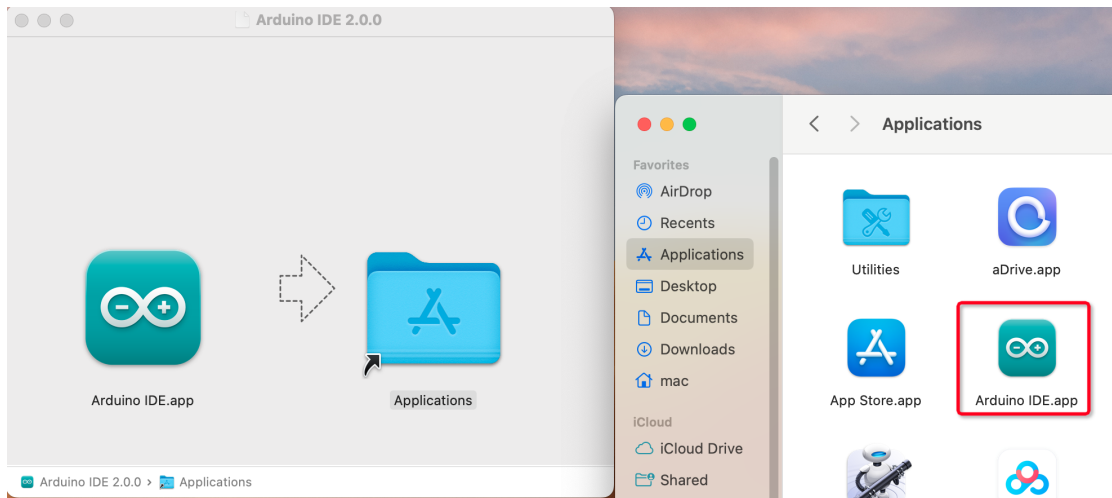 Arduino IDE 2.0.0
Arduino IDE.app
Applications
Arduino IDE 2.0.0 › Applications
Applications
Favorites
AirDrop
Recents
Applications
Desktop
Documents
Downloads
mac
iCloud
iCloud Drive
Shared
Utilities
aDrive.app
App Store.app
Arduino IDE.app